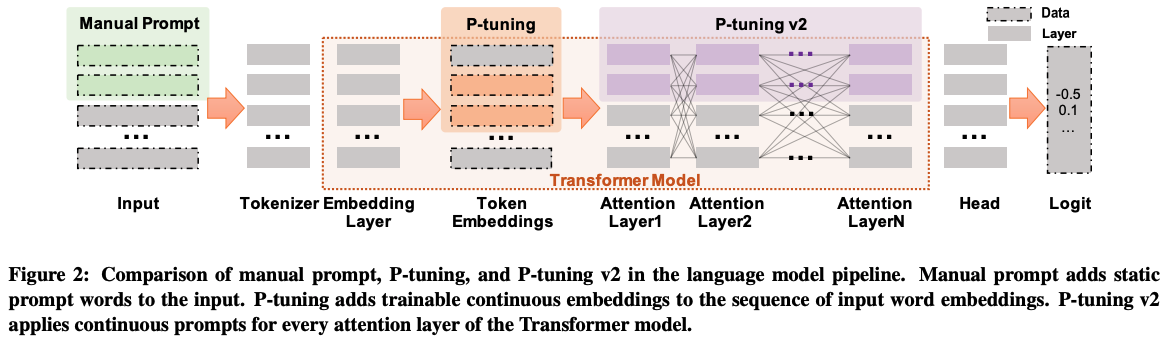 Manual Prompt
P-tuning
P-tuning v2
Data
Layer
-0.5
0.1
...
Transformer Model
Input
Tokenizer
Embedding
Layer
Token
Embeddings
Attention
Layer1
Attention
Layer2
Attention
LayerN
Head
Logit
Figure 2: Comparison of manual prompt, P-tuning, and P-tuning v2 in the language model pipeline. Manual prompt adds static
prompt words to the input. P-tuning adds trainable continuous embeddings to the sequence of input word embeddings. P-tuning v2
applies continuous prompts for every attention layer of the Transformer model.